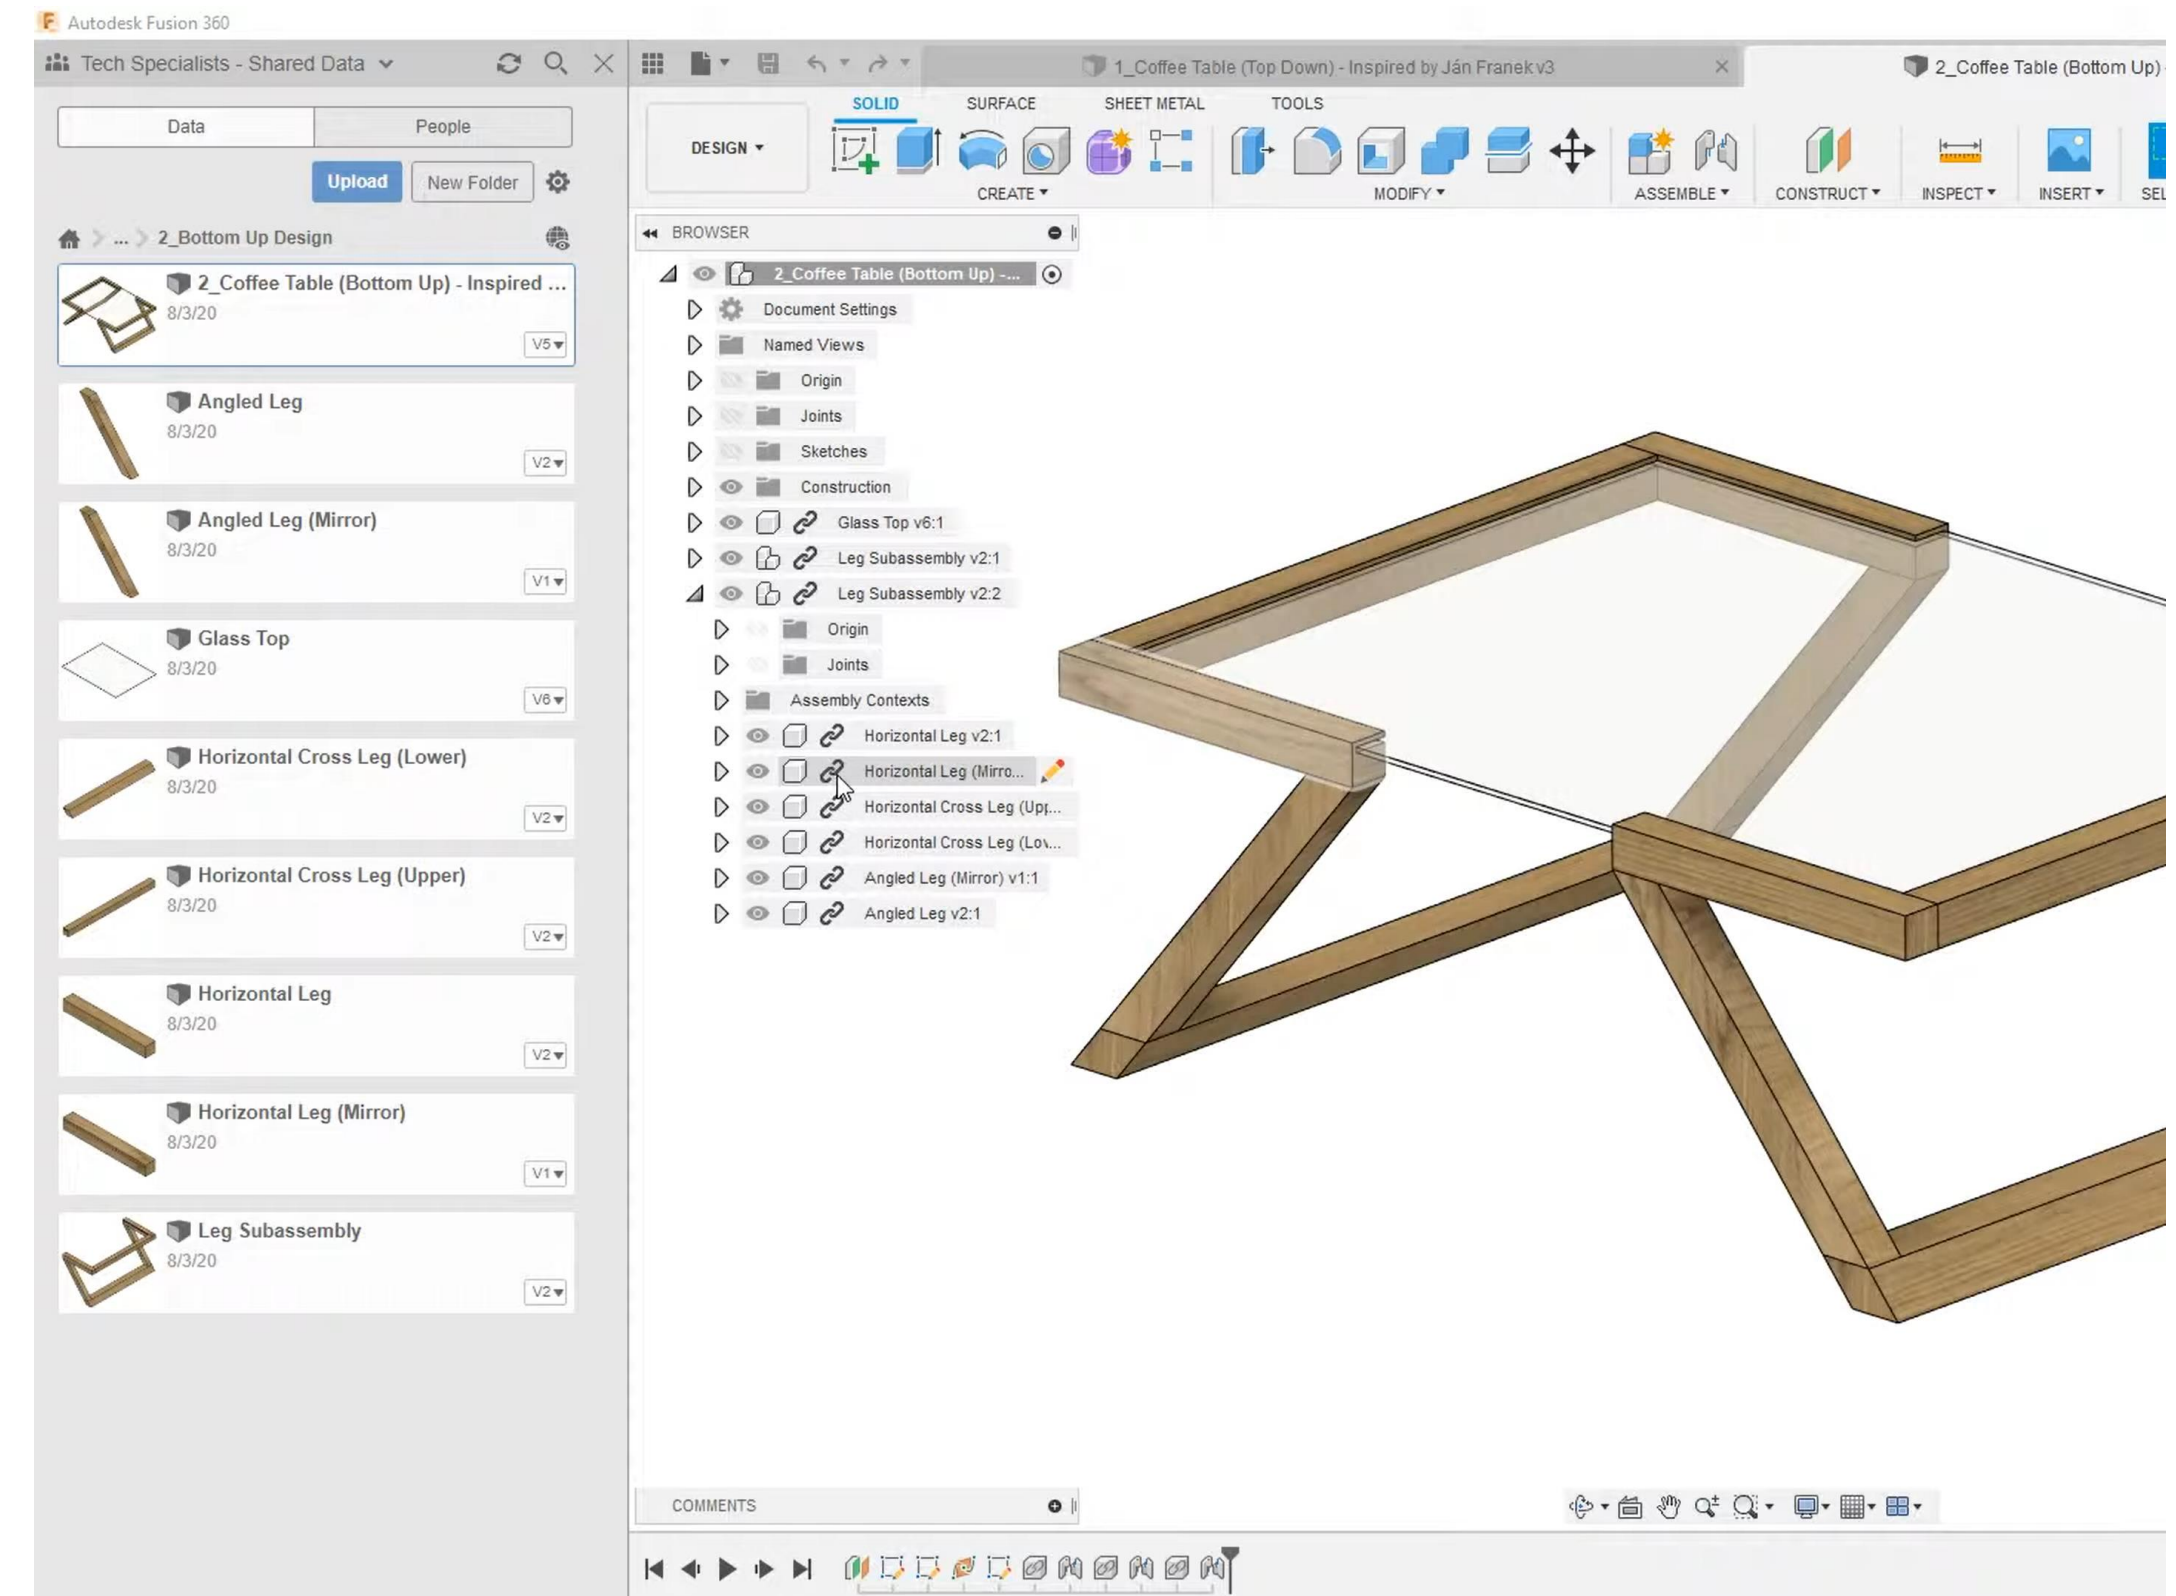 Autodesk Fusion 360
Tech Specialists - Shared Data
1_Coffee Table (Top Down) - Inspired by Ján Franek v3
2_Coffee Table (Bottom Up) -
Data
People
Upload
New Folder
... 2_Bottom Up Design
2_Coffee Table (Bottom Up) - Inspired ...
8/3/20
V5
Angled Leg
8/3/20
V2
Angled Leg (Mirror)
8/3/20
V1
Glass Top
8/3/20
V6
Horizontal Cross Leg (Lower)
8/3/20
V2
Horizontal Cross Leg (Upper)
8/3/20
V2
Horizontal Leg
8/3/20
V2
Horizontal Leg (Mirror)
8/3/20
V1
Leg Subassembly
8/3/20
V2
DESIGN
SOLID
SURFACE
SHEET METAL
TOOLS
CREATE
MODIFY
ASSEMBLE
CONSTRUCT
INSPECT
INSERT
SEL
BROWSER
2_Coffee Table (Bottom Up) -...
Document Settings
Named Views
Origin
Joints
Sketches
Construction
Glass Top v6:1
Leg Subassembly v2:1
Leg Subassembly v2:2
Origin
Joints
Assembly Contexts
Horizontal Leg v2:1
Horizontal Leg (Mirro...
Horizontal Cross Leg (Upp...
Horizontal Cross Leg (Lov...
Angled Leg (Mirror) v1:1
Angled Leg v2:1
COMMENTS